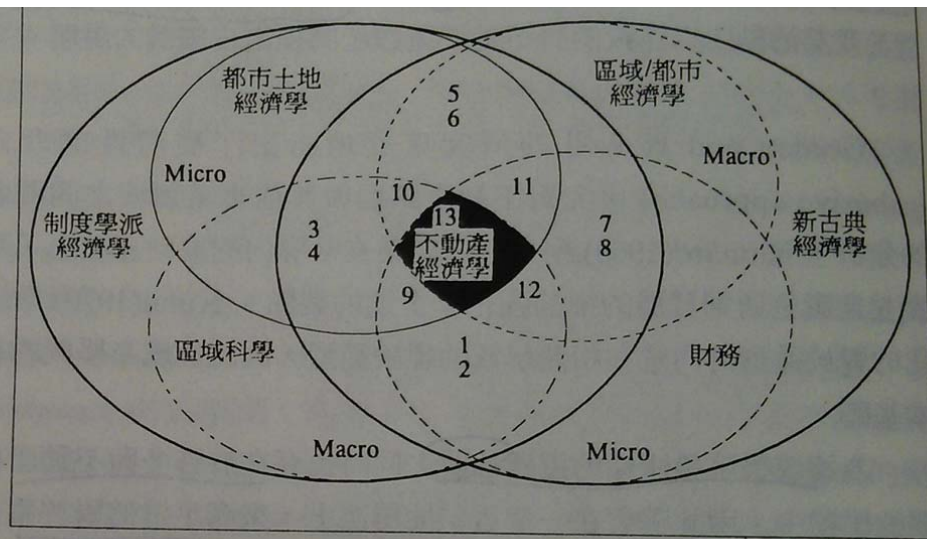 都市土地
經濟學
5
6
區域/都市
經濟學
Micro
Macro
10
11
制度學派
經濟學
3
4
13
不動產
經濟學
7
8
新古典
經濟學
9
12
區域科學
1
2
財務
Macro
Micro